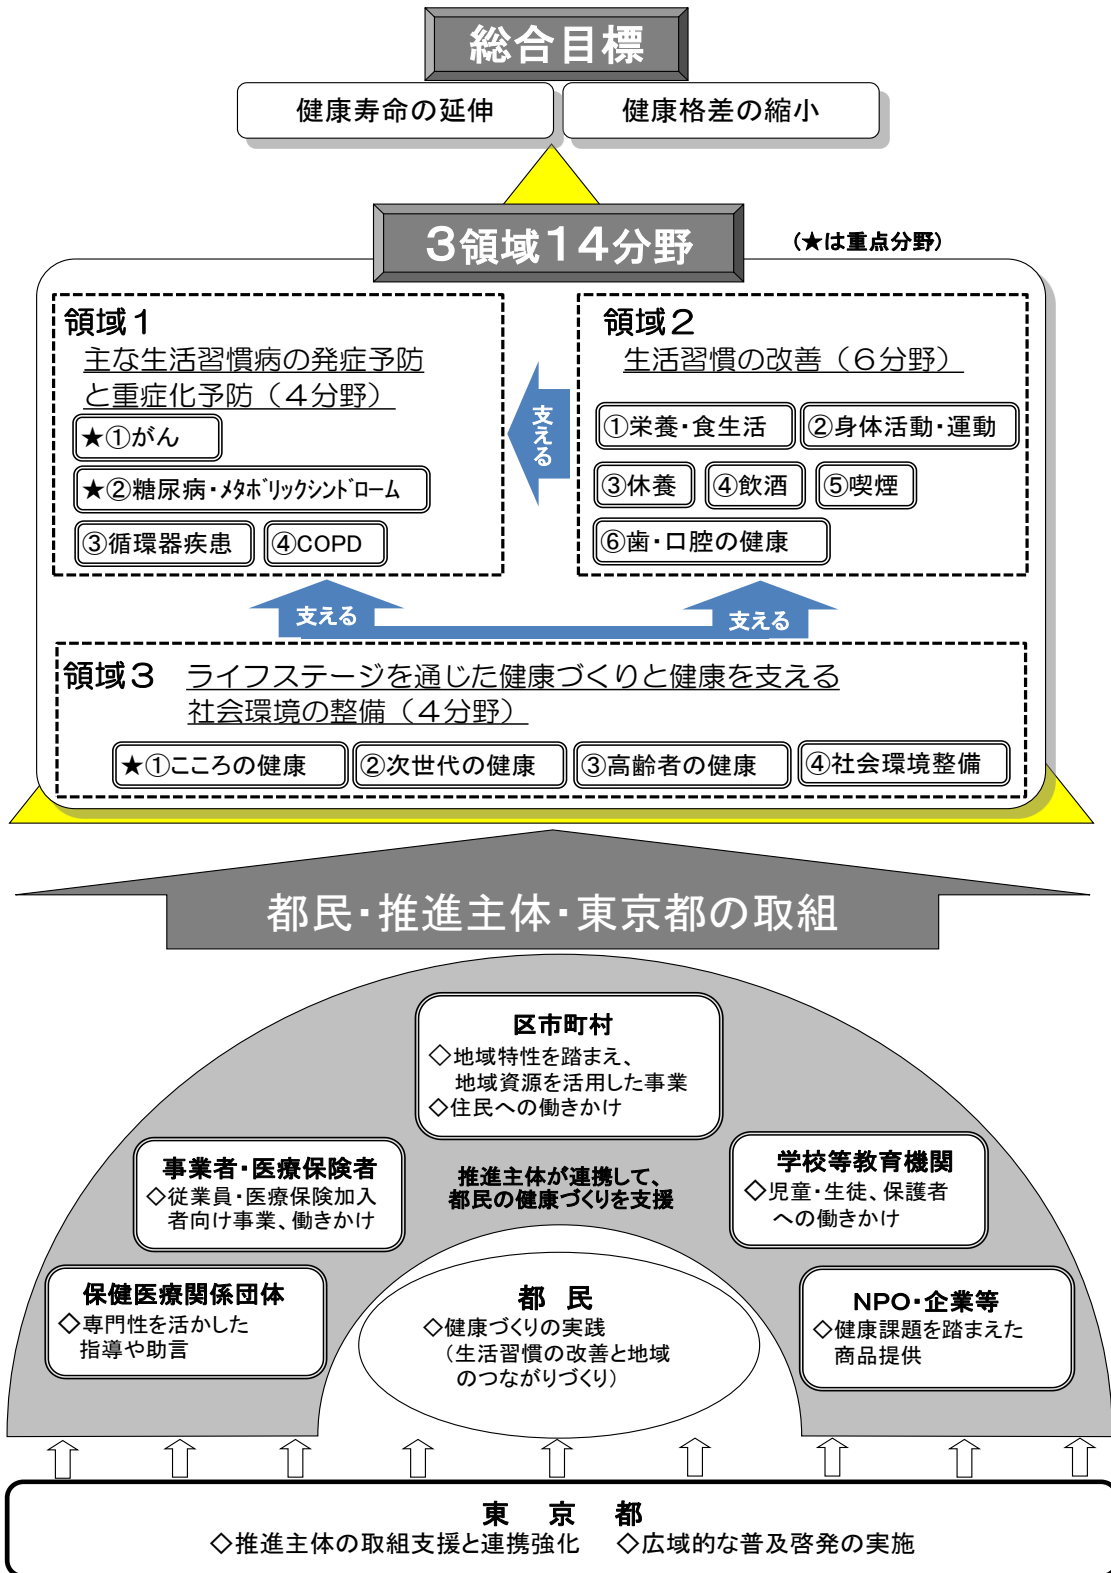 総合目標
健康寿命の延伸
健康格差の縮小
3領域14分野
(★は重点分野)
領域1
主な生活習慣病の発症予防
と重症化予防（4分野）
★①がん
★②糖尿病・ﾒﾀﾎﾞﾘｯｸｼﾝﾄﾞﾛｰﾑ
③循環器疾患
④COPD
支える
領域2
生活習慣の改善（6分野）
①栄養・食生活
②身体活動・運動
③休養
④飲酒
⑤喫煙
⑥歯・口腔の健康
支える
支える
領域3
ライフステージを通じた健康づくりと健康を支える
社会環境の整備（4分野）
★①こころの健康
②次世代の健康
③高齢者の健康
④社会環境整備
都民・推進主体・東京都の取組
区市町村
◇地域特性を踏まえ、
地域資源を活用した事業
◇住民への働きかけ
事業者・医療保険者
◇従業員・医療保険加入
者向け事業、働きかけ
推進主体が連携して、
都民の健康づくりを支援
学校等教育機関
◇児童・生徒、保護者
への働きかけ
保健医療関係団体
◇専門性を活かした
指導や助言
都 民
◇健康づくりの実践
（生活習慣の改善と地域
のつながりづくり）
NPO・企業等
◇健康課題を踏まえた
商品提供
東 京 都
◇推進主体の取組支援と連携強化 ◇広域的な普及啓発の実施